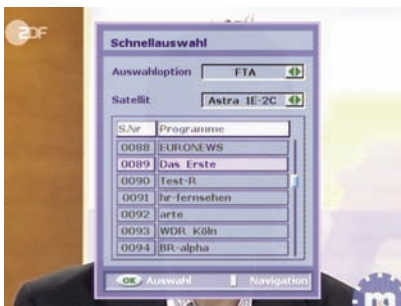 ZDF
Schnellauswahl
Auswahloption FTA
Satellit Astra 1E-2C
S.Nr Programme
0088 EURONEWS
0089 Das Erste
0090 Test-R
0091 hr-fernsehen
0092 arte
0093 WDR Köln
0094 BR-alpha
OK Auswahl Navigation
m